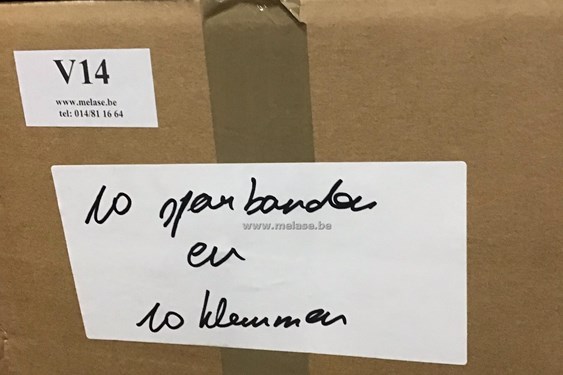 V14
www.melase.be
tel: 014/81 16 64
10 spanbanden
www.melase.be
en
10 klemmen